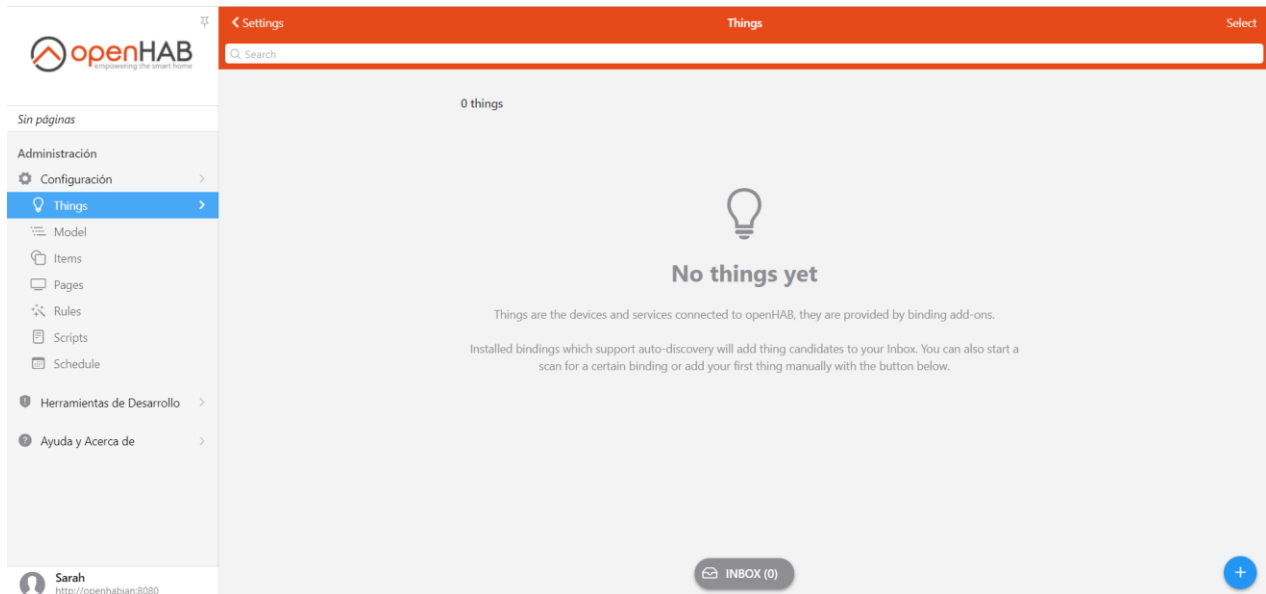 openHAB
empowering the smart home
Sin páginas
Administración
Configuración
Things
Model
Items
Pages
Rules
Scripts
Schedule
Herramientas de Desarrollo
Ayuda y Acerca de
Sarah
http://openhabian:8080
Settings
Things
Select
Search
0 things
No things yet
Things are the devices and services connected to openHAB, they are provided by binding add-ons.
Installed bindings which support auto-discovery will add thing candidates to your Inbox. You can also start a
scan for a certain binding or add your first thing manually with the button below.
INBOX (0)